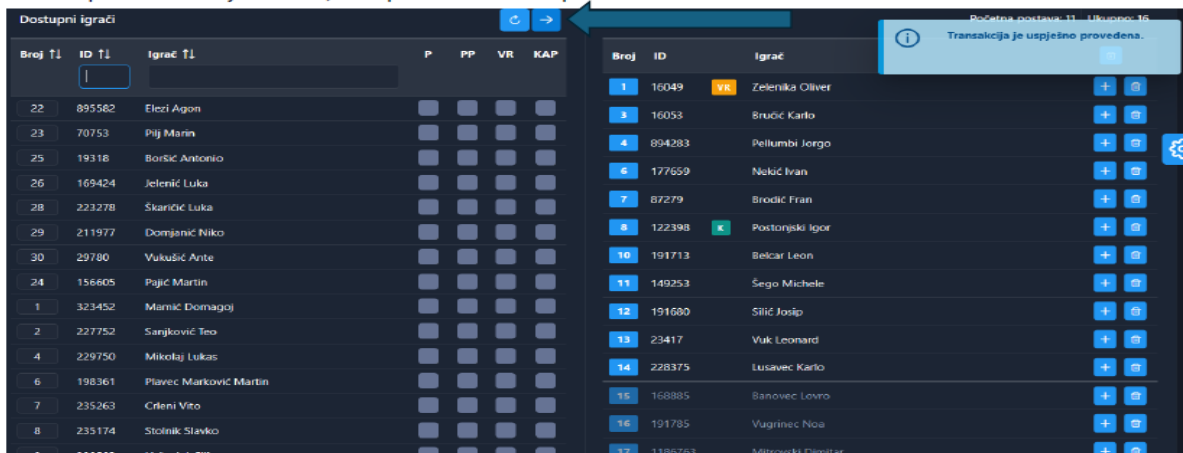 Dostupni igrači
Početna postava: 11 Ukupno: 16
Transakcija je uspješno provedena.
Broj ↑↓ ID ↑↓ Igrač ↑↓ P PP VR KAP
22 895582 Elezi Agon
23 70753 Pilj Marin
25 19318 Boršić Antonio
26 169424 Jelenić Luka
28 223278 Škaričić Luka
29 211977 Domjanić Niko
30 29780 Vukušić Ante
24 156605 Pajić Martin
1 323452 Mamić Domagoj
2 227752 Sanjković Teo
4 229750 Mikolaj Lukas
6 198361 Plavec Marković Martin
7 235263 Crleni Vito
8 235174 Stolnik Slavko
Broj ID Igrač
1 16049 VR Zelenika Oliver
3 16053 Bručić Karlo
4 894283 Pellumbi Jorgo
6 177659 Nekić Ivan
7 87279 Brodić Fran
8 122398 K Postonjski Igor
10 191713 Belcar Leon
11 149253 Šego Michele
12 191680 Silić Josip
13 23417 Vuk Leonard
14 228375 Lusavec Karlo
15 168885 Banovec Lovro
16 191785 Vugrinec Noa
17 1186763 Mitrovski Dimitar